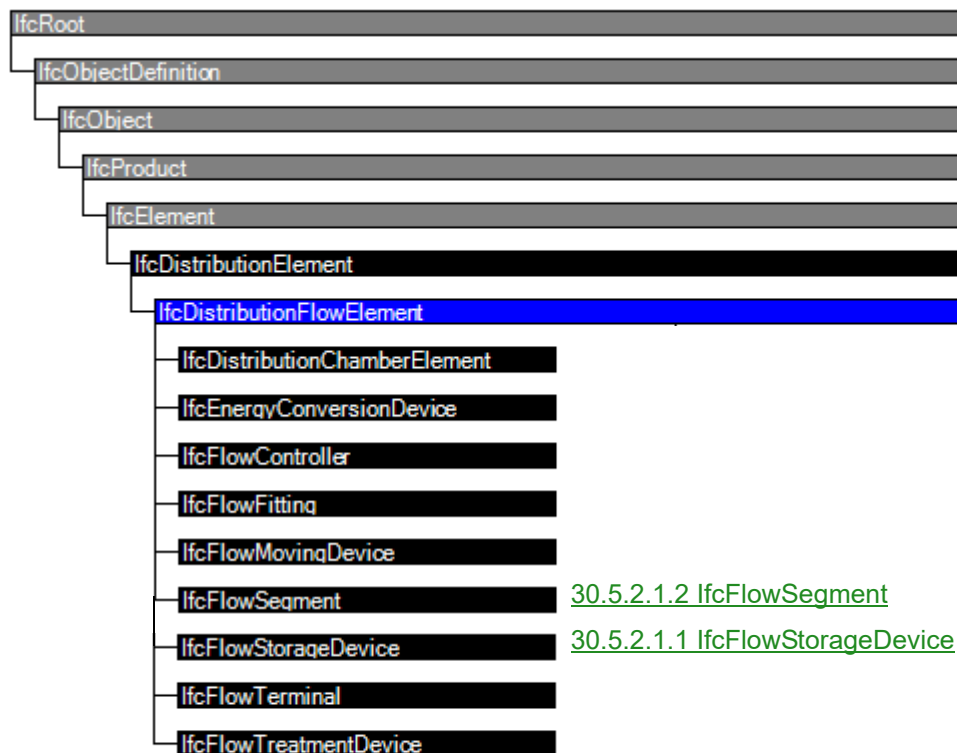 IfcRoot
IfcObjectDefinition
IfcObject
IfcProduct
IfcElement
IfcDistributionElement
IfcDistributionFlowElement
IfcDistributionChamberElement
IfcEnergyConversionDevice
IfcFlowController
IfcFlowFitting
IfcFlowMovingDevice
IfcFlowSegment 30.5.2.1.2 IfcFlowSegment
IfcFlowStorageDevice 30.5.2.1.1 IfcFlowStorageDevice
IfcFlowTerminal
IfcFlowTreatmentDevice